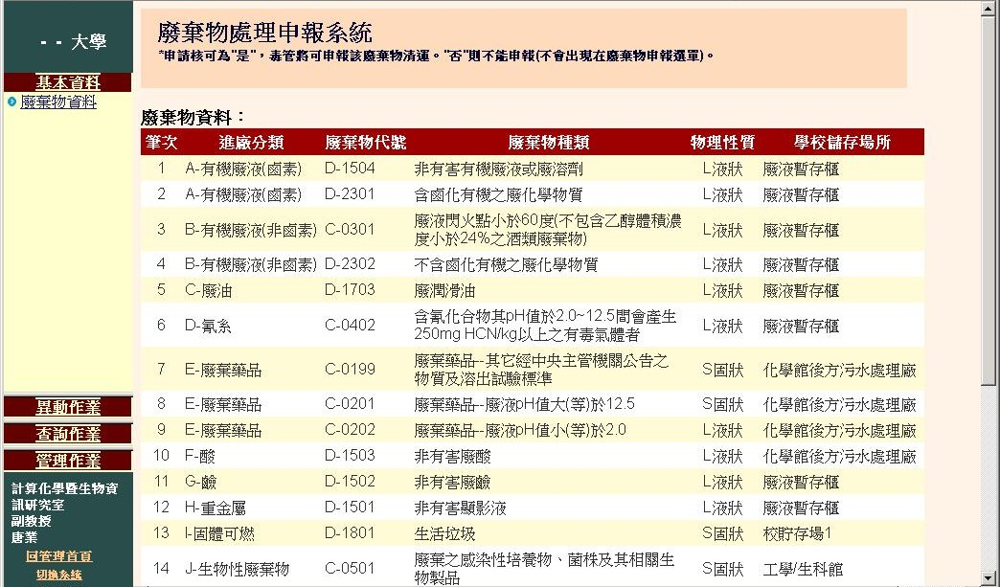 - - 大學
基本資料
廢棄物資料
異動作業
查詢作業
管理作業
計算化學暨生物資
訊研究室
副教授
唐業
回管理首頁
切換系統
廢棄物處理申報系統
*申請核可為"是"，毒管將可申報該廢棄物清運。"否"則不能申報(不會出現在廢棄物申報選單)。
廢棄物資料：
筆次 進廠分類 廢棄物代號 廢棄物種類 物理性質 學校儲存場所
1 A-有機廢液(鹵素) D-1504 非有害有機廢液或廢溶劑 L液狀 廢液暫存櫃
2 A-有機廢液(鹵素) D-2301 含鹵化有機之廢化學物質 L液狀 廢液暫存櫃
3 B-有機廢液(非鹵素) C-0301 廢液閃火點小於60度(不包含乙醇體積濃
度小於24%之酒類廢棄物) L液狀 廢液暫存櫃
4 B-有機廢液(非鹵素) D-2302 不含鹵化有機之廢化學物質 L液狀 廢液暫存櫃
5 C-廢油 D-1703 廢潤滑油 L液狀 廢液暫存櫃
6 D-氰系 C-0402 含氰化合物其pH值於2.0~12.5間會產生
250mg HCN/kg以上之有毒氣體者 L液狀 廢液暫存櫃
7 E-廢棄藥品 C-0199 廢棄藥品--其它經中央主管機關公告之
物質及溶出試驗標準 S固狀 化學館後方污水處理廠
8 E-廢棄藥品 C-0201 廢棄藥品--廢液pH值大(等)於12.5 S固狀 化學館後方污水處理廠
9 E-廢棄藥品 C-0202 廢棄藥品--廢液pH值小(等)於2.0 L液狀 化學館後方污水處理廠
10 F-酸 D-1503 非有害廢酸 L液狀 化學館後方污水處理廠
11 G-鹼 D-1502 非有害廢鹼 L液狀 廢液暫存櫃
12 H-重金屬 D-1501 非有害顯影液 L液狀 廢液暫存櫃
13 I-固體可燃 D-1801 生活垃圾 S固狀 校貯存場1
14 J-生物性廢棄物 C-0501 廢棄之感染性培養物、菌株及其相關生
物製品 S固狀 工學/生科館